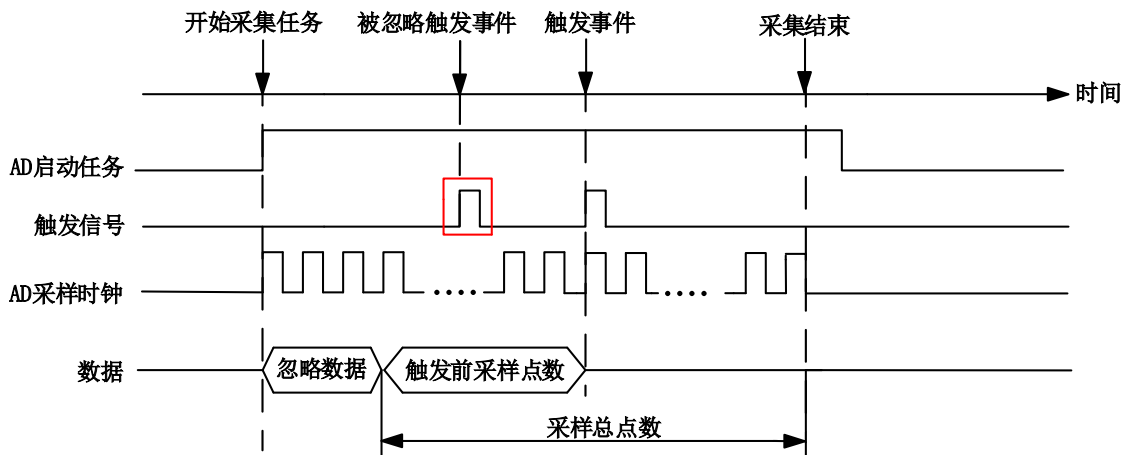 开始采集任务
被忽略触发事件
触发事件
采集结束
时间
AD启动任务
触发信号
AD采样时钟
数据
忽略数据
触发前采样点数
采样总点数